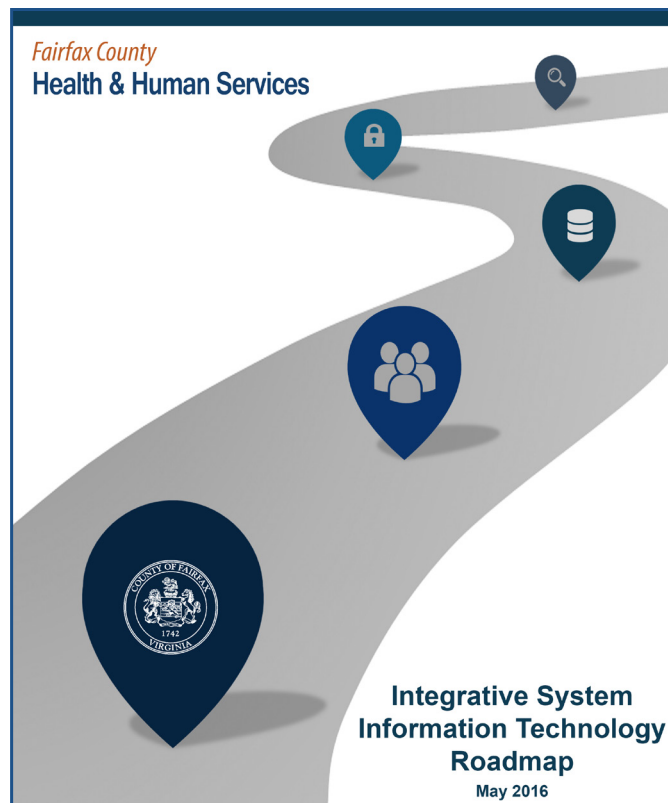 Fairfax County
Health & Human Services
COUNTY OF FAIRFAX
1742
VIRGINIA
Integrative System
Information Technology
Roadmap
May 2016